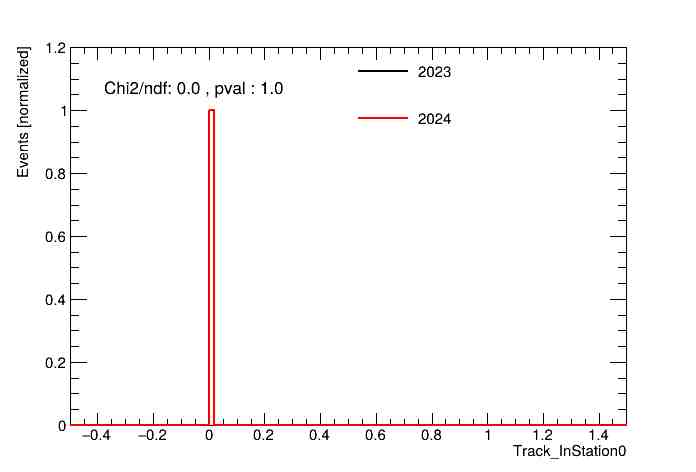 Events [normalized]
1.2
1
0.8
0.6
0.4
0.2
0
Chi2/ndf: 0.0 , pval : 1.0
2023
2024
−0.4 −0.2 0 0.2 0.4 0.6 0.8 1 1.2 1.4
Track_InStation0